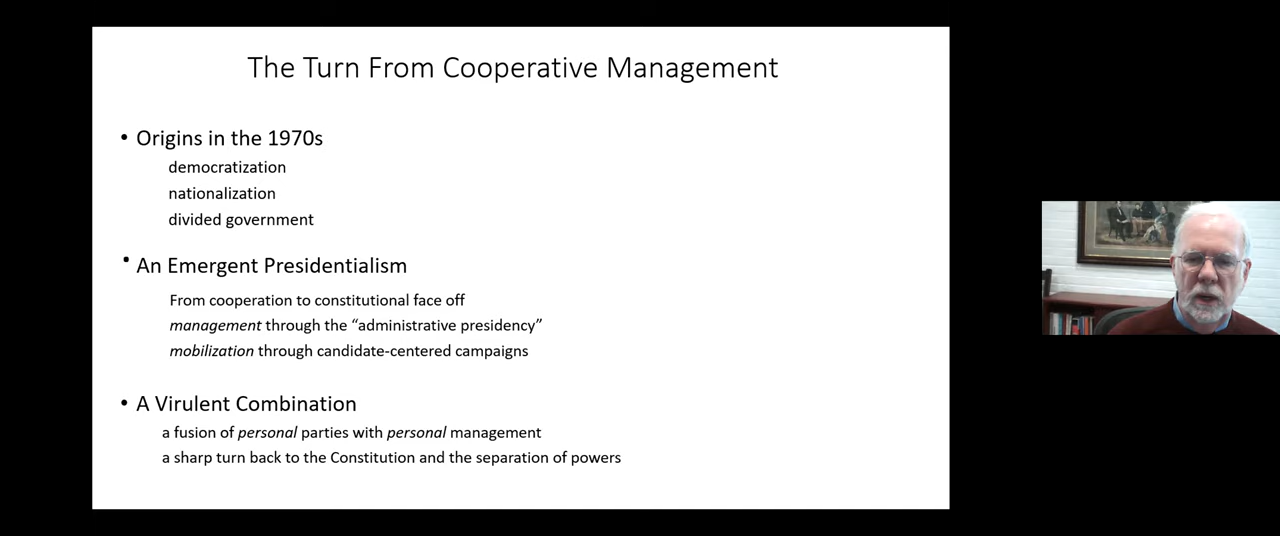 The Turn From Cooperative Management
• Origins in the 1970s
democratization
nationalization
divided government
• An Emergent Presidentialism
From cooperation to constitutional face off
management through the “administrative presidency”
mobilization through candidate-centered campaigns
• A Virulent Combination
a fusion of personal parties with personal management
a sharp turn back to the Constitution and the separation of powers